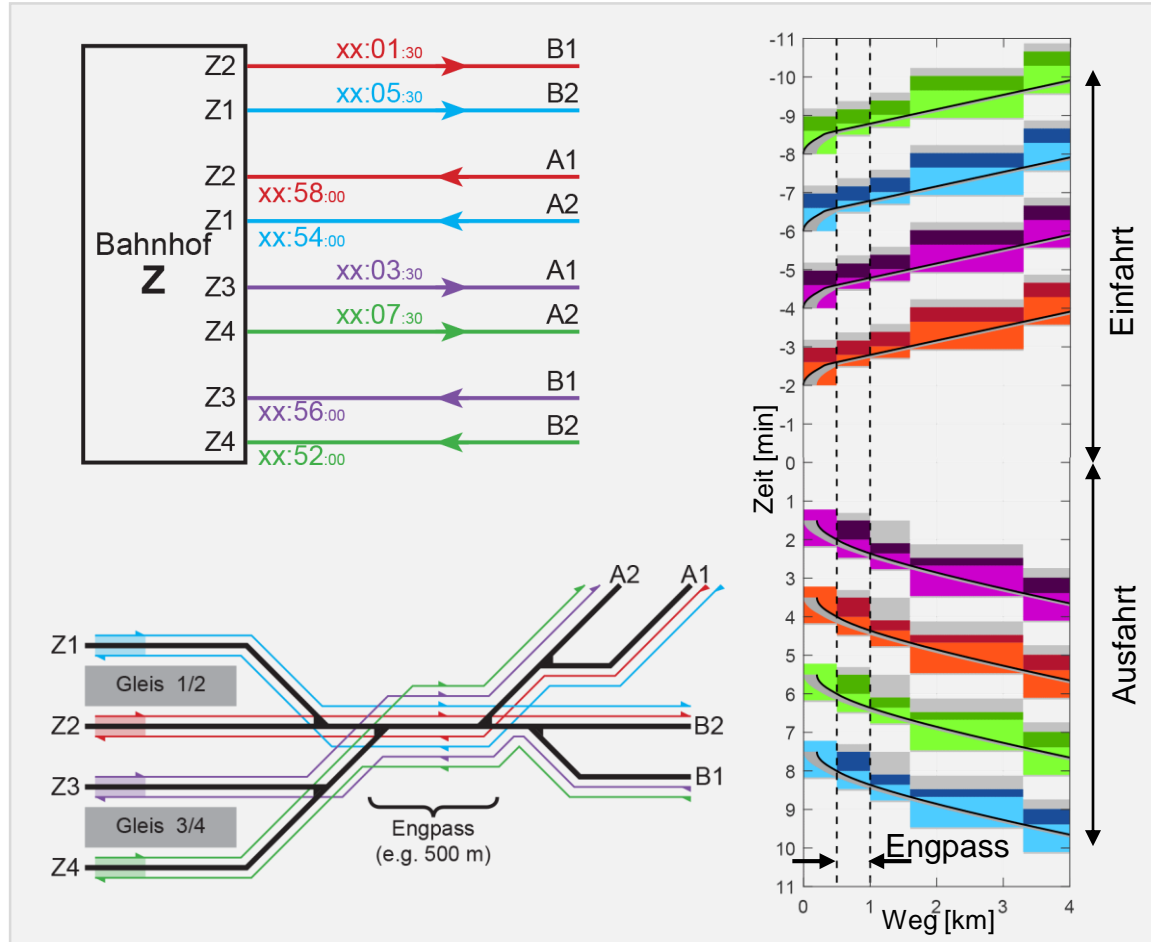 Bahnhof
Z
Z2
xx:01:30
B1
Z1
xx:05:30
B2
Z2
xx:58:00
A1
Z1
xx:54:00
A2
Z3
xx:03:30
A1
Z4
xx:07:30
A2
Z3
xx:56:00
B1
Z4
xx:52:00
B2
A2
A1
Z1
Gleis 1/2
Z2
B2
Z3
B1
Gleis 3/4
Z4
Engpass
(e.g. 500 m)
-11
-10
-9
-8
-7
-6
-5
-4
-3
-2
-1
0
1
2
3
4
5
6
7
8
9
10
11
Zeit [min]
Einfahrt
Ausfahrt
Engpass
0
1
2
3
4
Weg [km]